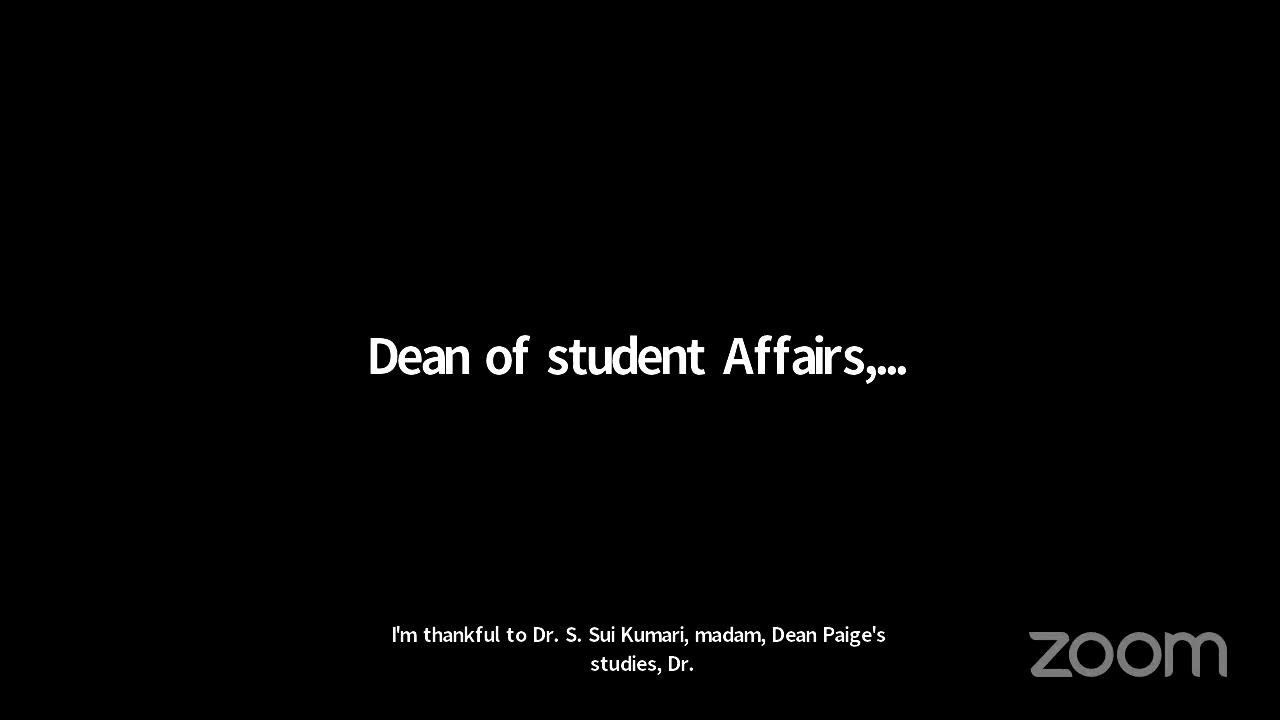 Dean of student Affairs,...
I'm thankful to Dr. S. Sui Kumari, madam, Dean Paige's
studies, Dr.
zoom